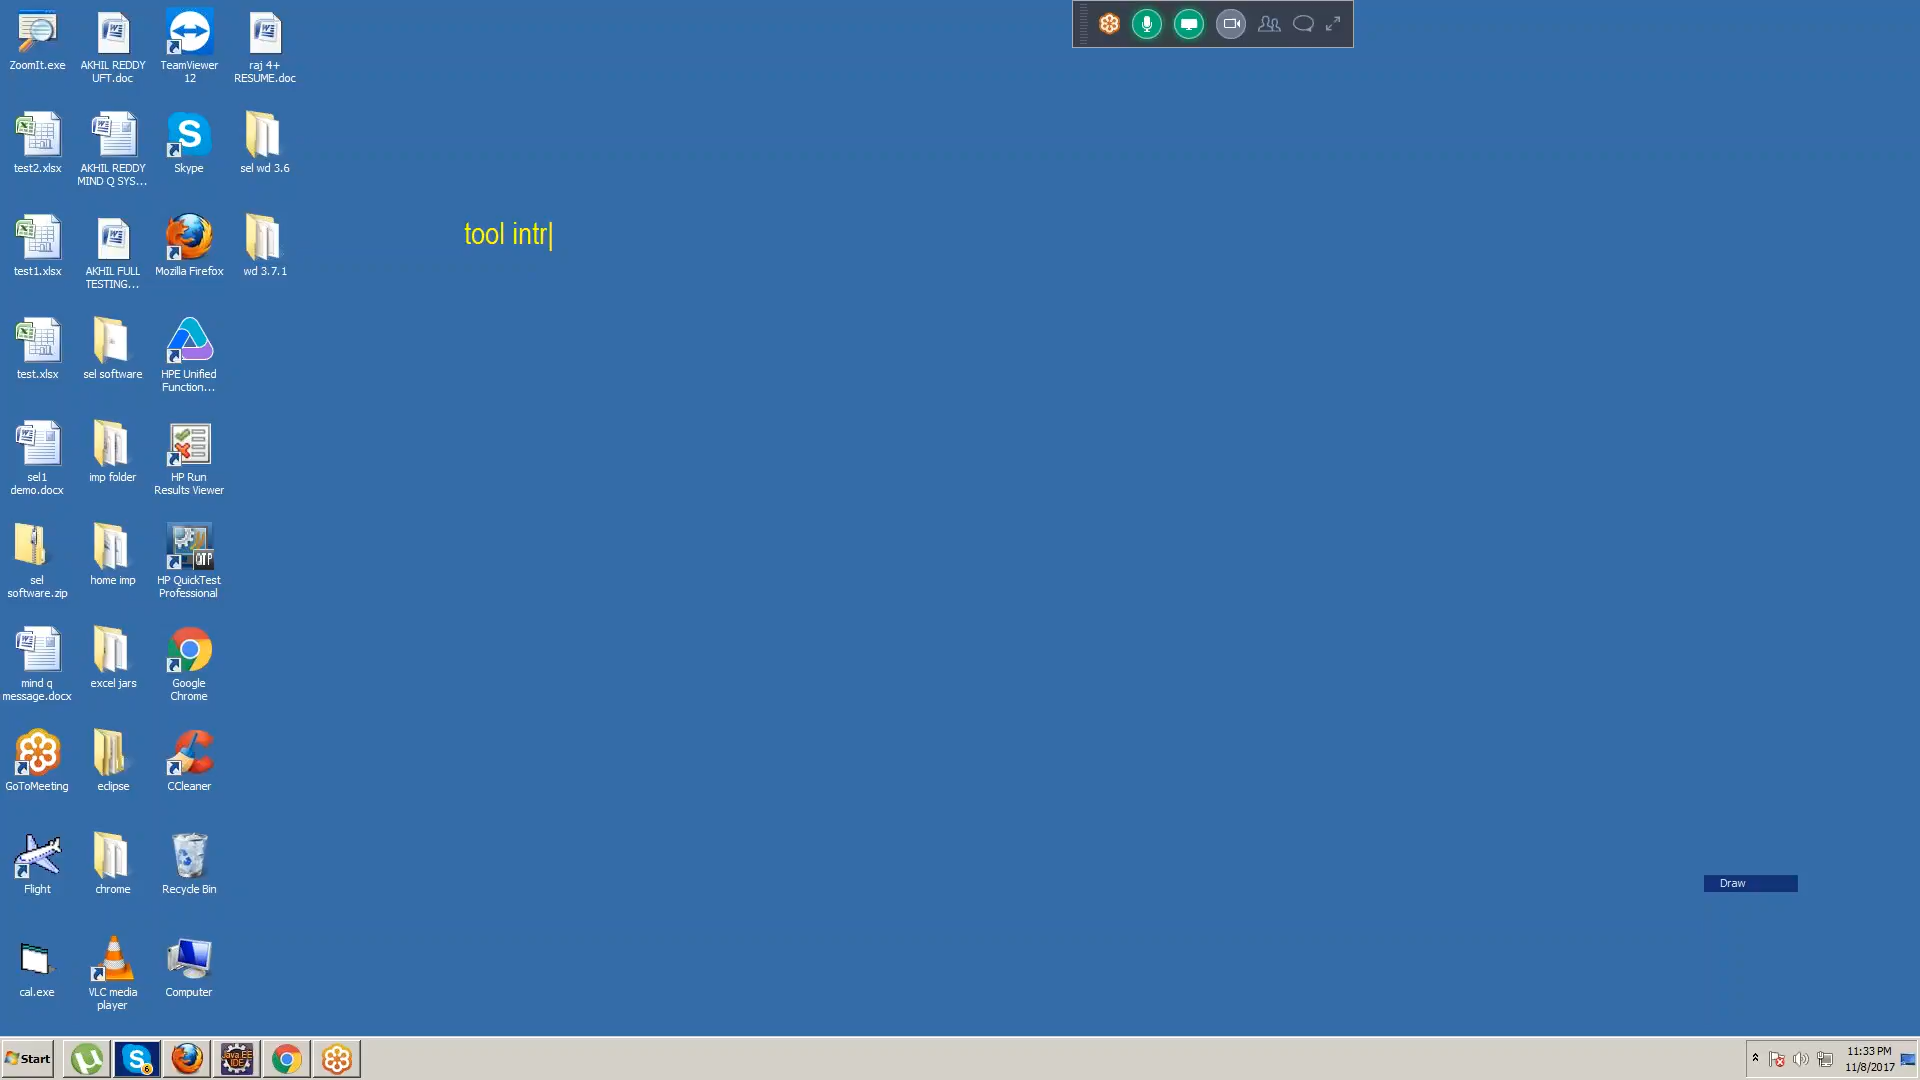 ZoomIt.exe
AKHIL REDDY
UFT.doc
TeamViewer
12
raj 4+
RESUME.doc
test2.xlsx
AKHIL REDDY
MIND Q SYS...
Skype
sel wd 3.6
tool intr
test1.xlsx
AKHIL FULL
TESTING...
Mozilla Firefox
wd 3.7.1
test.xlsx
sel software
HPE Unified
Function...
sel1
demo.docx
imp folder
HP Run
Results Viewer
QTP
sel
software.zip
home imp
HP QuickTest
Professional
mind q
message.docx
excel jars
Google
Chrome
GoToMeeting
eclipse
CCleaner
Flight
chrome
Recycle Bin
Draw
cal.exe
VLC media
player
Computer
Start
Java EE
IDE
11:33 PM
11/8/2017